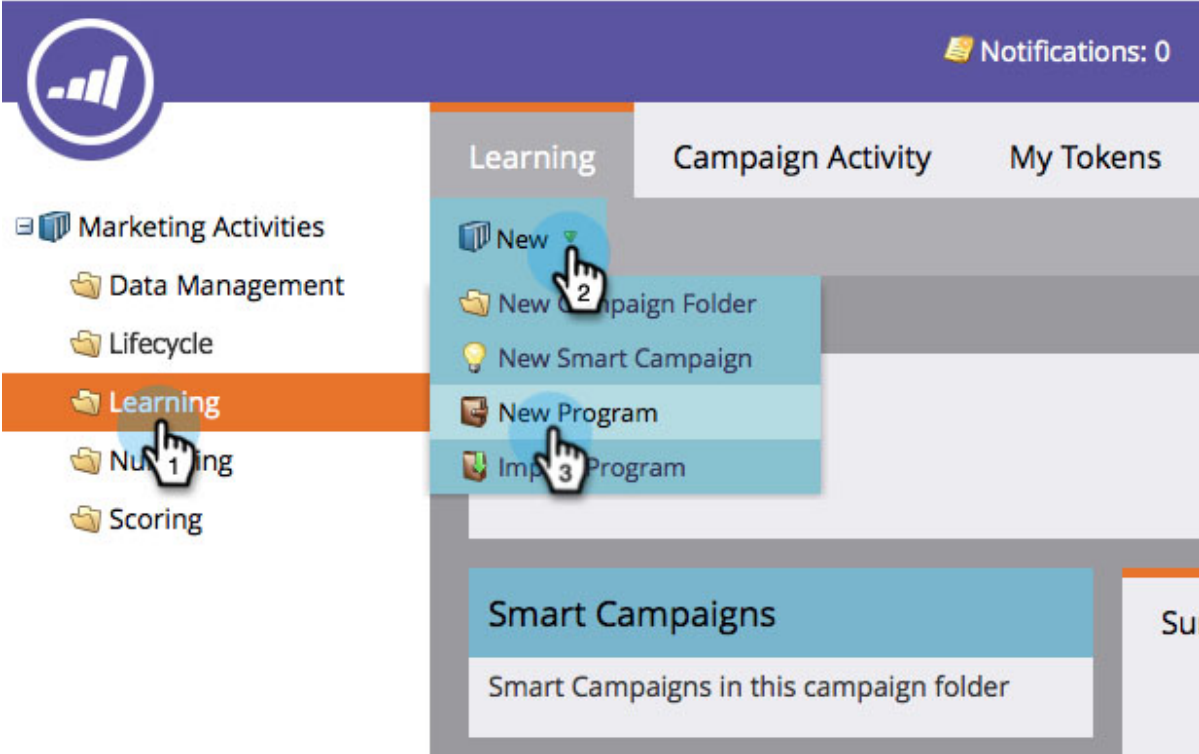 Notifications: 0
Learning
Campaign Activity
My Tokens
Marketing Activities
Data Management
Lifecycle
Learning
Scoring
New
New Folder
New Smart Campaign
New Program
Program
1
2
3
Smart Campaigns
Smart Campaigns in this campaign folder